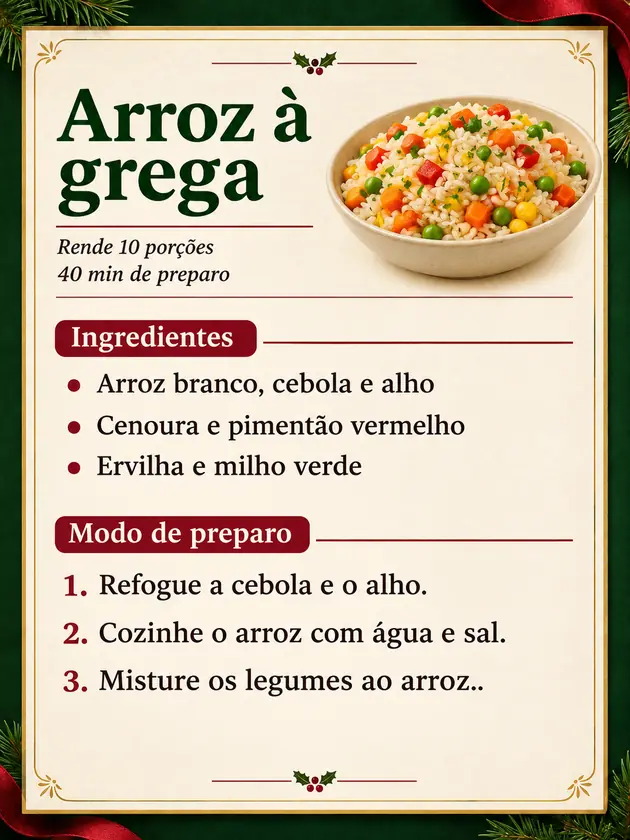 Arroz à
grega
Rende 10 porções
40 min de preparo
Ingredientes
• Arroz branco, cebola e alho
• Cenoura e pimentão vermelho
• Ervilha e milho verde
Modo de preparo
1. Refogue a cebola e o alho.
2. Cozinhe o arroz com água e sal.
3. Misture os legumes ao arroz..